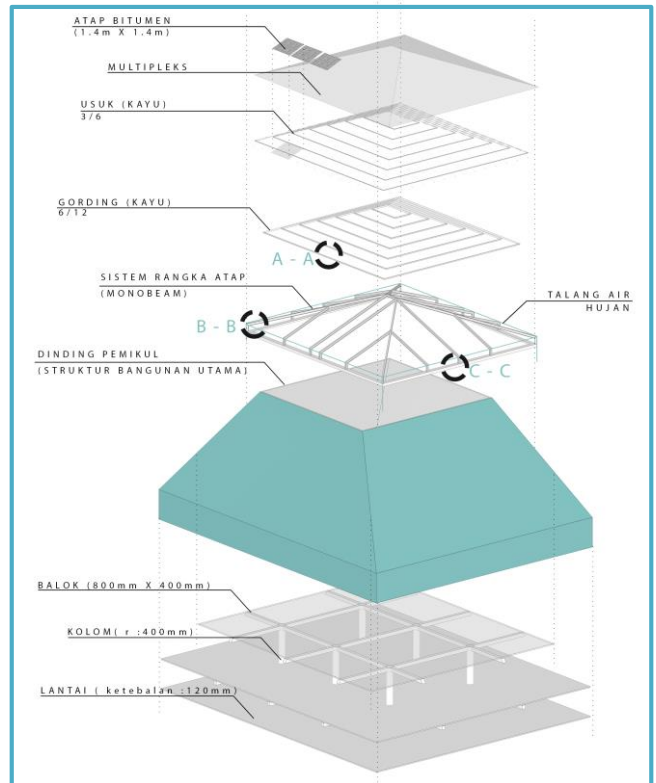 ATAP BITUMEN
(1.4m X 1.4m)
MULTIPLEKS
USUK (KAYU)
3/6
GORDING (KAYU)
6/12
A - A
SISTEM RANGKA ATAP
(MONOBEAM)
TALANG AIR
HUJAN
B - B
DINDING PEMIKUL
(STRUKTUR BANGUNAN UTAMA)
C - C
BALOK (800mm X 400mm)
KOLOM( r :400mm)
LANTAI ( ketebalan :120mm)